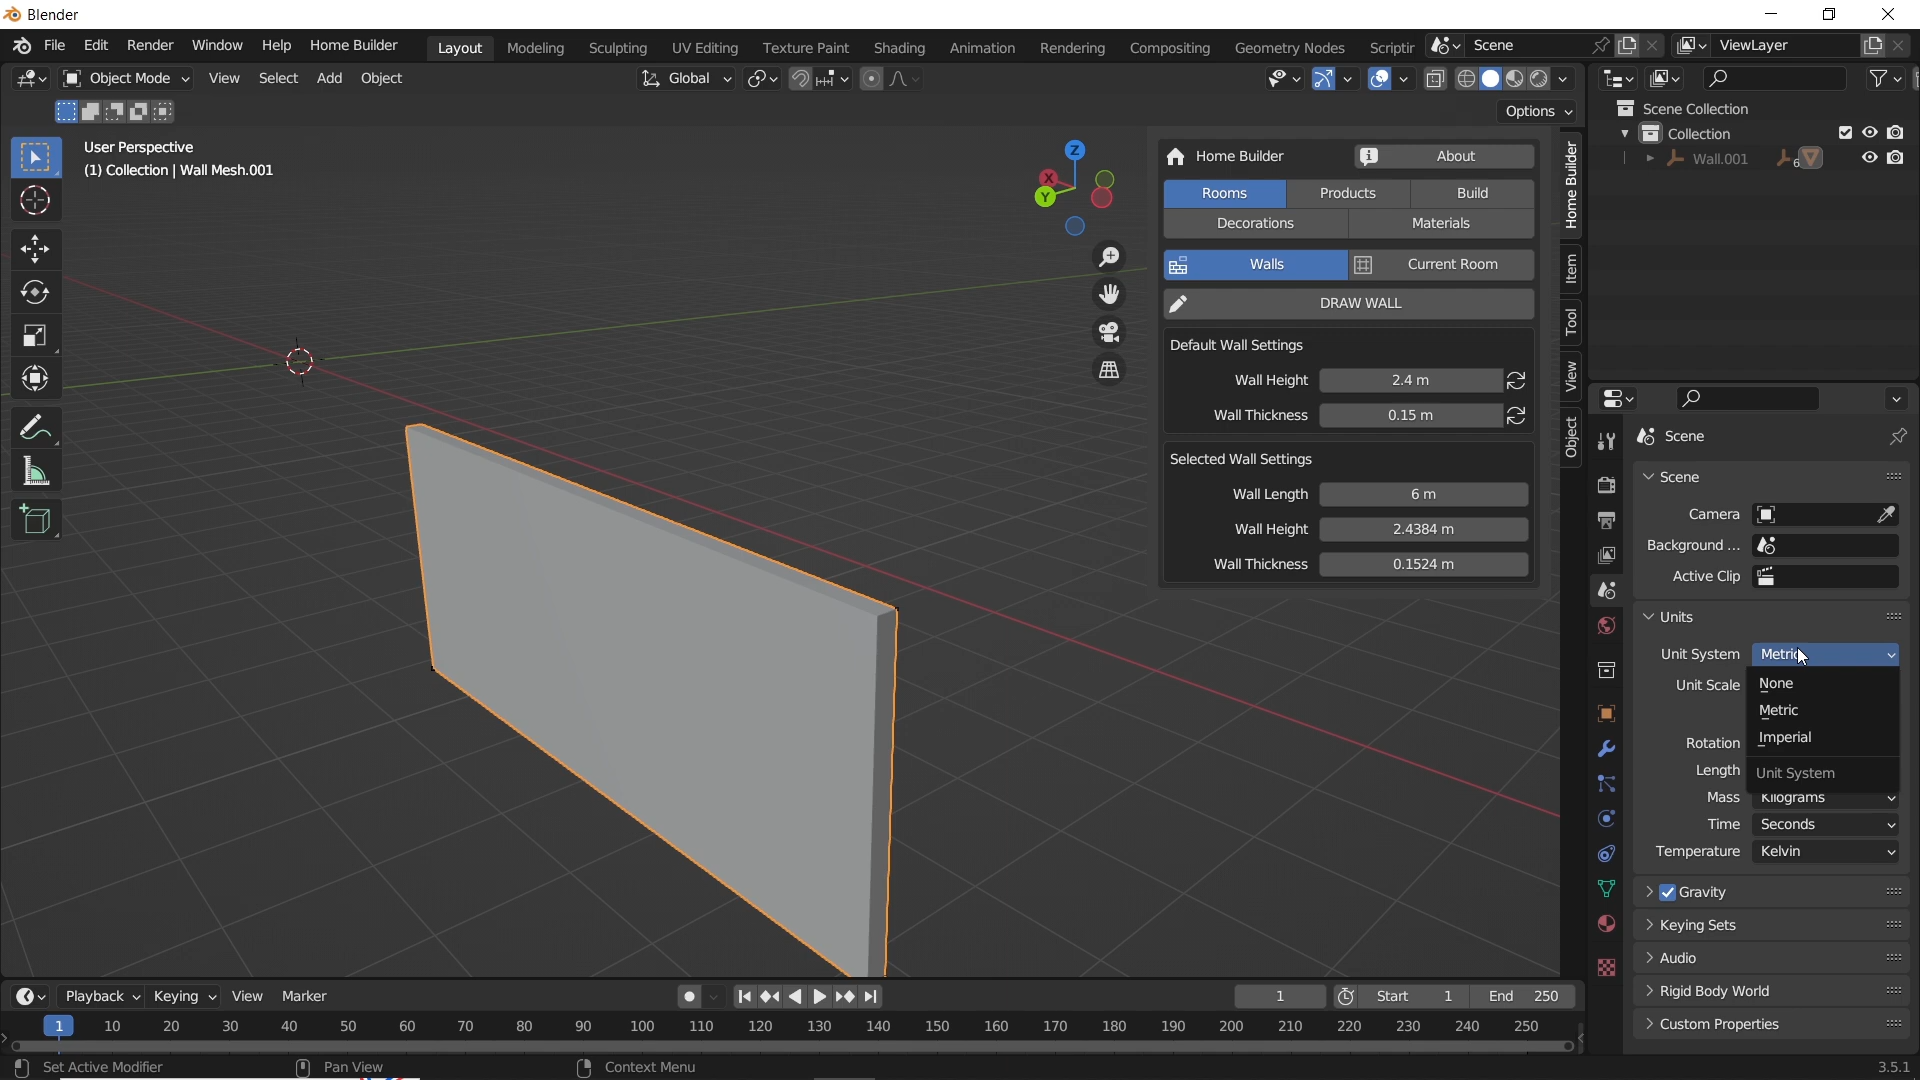 Blender
File Edit Render Window Help Home Builder Layout Modeling Sculpting UV Editing Texture Paint Shading Animation Rendering Compositing Geometry Nodes Scriptin Scene ViewLayer
Object Mode View Select Add Object Global
Options
User Perspective
(1) Collection | Wall Mesh.001
Z
X
Y
Home Builder About
Rooms Products Build
Decorations Materials
Walls Current Room
DRAW WALL
Default Wall Settings
Wall Height 2.4 m
Wall Thickness 0.15 m
Selected Wall Settings
Wall Length 6 m
Wall Height 2.4384 m
Wall Thickness 0.1524 m
Home Builder
Item
Tool
View
Object
Scene Collection
Collection
Wall.001 6
Scene
Scene
Camera
Background ...
Active Clip
Units
Unit System Metric
Unit Scale None
Metric
Imperial
Rotation
Length Unit System
Mass Kilograms
Time Seconds
Temperature Kelvin
Gravity
Keying Sets
Audio
Rigid Body World
Custom Properties
Playback Keying View Marker 1 Start 1 End 250
1 10 20 30 40 50 60 70 80 90 100 110 120 130 140 150 160 170 180 190 200 210 220 230 240 250
Set Active Modifier Pan View Context Menu 3.5.1